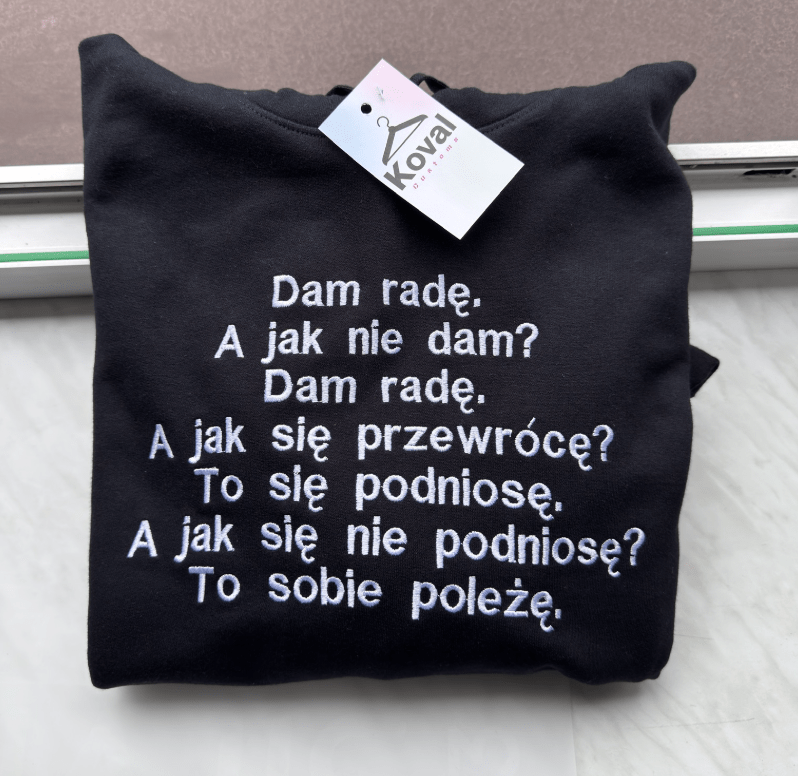 Koval
customs
Dam radę.
A jak nie dam?
Dam radę.
A jak się przewrócę?
To się podniosę.
A jak się nie podniosę?
To sobie poleżę.